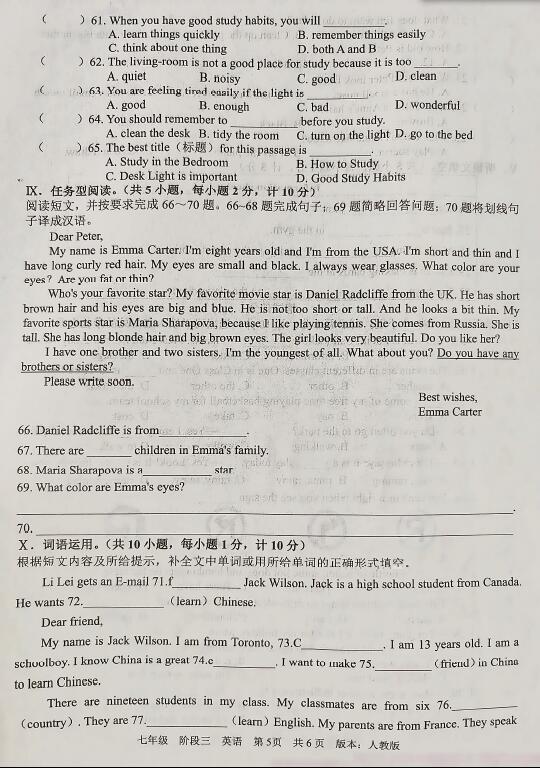 (      ) 61. When you have good study habits, you will ________.
A. learn things quickly    B. remember things easily
C. think about one thing    D. both A and B
(      ) 62. The living-room is not a good place for study because it is too ________.
A. quiet    B. noisy    C. good    D. clean
(      ) 63. You are feeling tired easily if the light is ________.
A. good    B. enough    C. bad    D. wonderful
(      ) 64. You should remember to ________ before you study.
A. clean the desk    B. tidy the room    C. turn on the light    D. go to the bed
(      ) 65. The best title（标题）for this passage is ________.
A. Study in the Bedroom    B. How to Study
C. Desk Light is important    D. Good Study Habits
Ⅸ. 任务型阅读。（共 5 小题，每小题 2 分，计 10 分）
阅读短文，并按要求完成 66～70 题。66~68 题完成句子；69 题简略回答问题；70 题将划线句
子译成汉语。
Dear Peter,
My name is Emma Carter. I'm eight years old and I'm from the USA. I'm short and thin and I
have long curly red hair. My eyes are small and black. I always wear glasses. What color are your
eyes? Are you fat or thin?
Who's your favorite star? My favorite movie star is Daniel Radcliffe from the UK. He has short
brown hair and his eyes are big and blue. He is not too short or tall. And he looks a bit thin. My
favorite sports star is Maria Sharapova, because I like playing tennis. She comes from Russia. She is
tall. She has long blonde hair and big brown eyes. The girl looks very beautiful. Do you like her?
I have one brother and two sisters. I'm the youngest of all. What about you? Do you have any
brothers or sisters?
Please write soon.
Best wishes,
Emma Carter
66. Daniel Radcliffe is from________.
67. There are ________ children in Emma's family.
68. Maria Sharapova is a________ star
69. What color are Emma's eyes?
________.
70. ________
Ⅹ. 词语运用。（共 10 小题，每小题 1 分，计 10 分）
根据短文内容及所给提示，补全文中单词或用所给单词的正确形式填空。
Li Lei gets an E-mail 71.f________ Jack Wilson. Jack is a high school student from Canada.
He wants 72.________ (learn) Chinese.
Dear friend,
My name is Jack Wilson. I am from Toronto, 73.C________. I am 13 years old. I am a
schoolboy. I know China is a great 74.c________. I want to make 75.________ (friend) in China
to learn Chinese.
There are nineteen students in my class. My classmates are from six 76.________
(country). They are 77.________ (learn) English. My parents are from France. They speak
七年级 阶段三 英语 第5页 共6页 版本：人教版